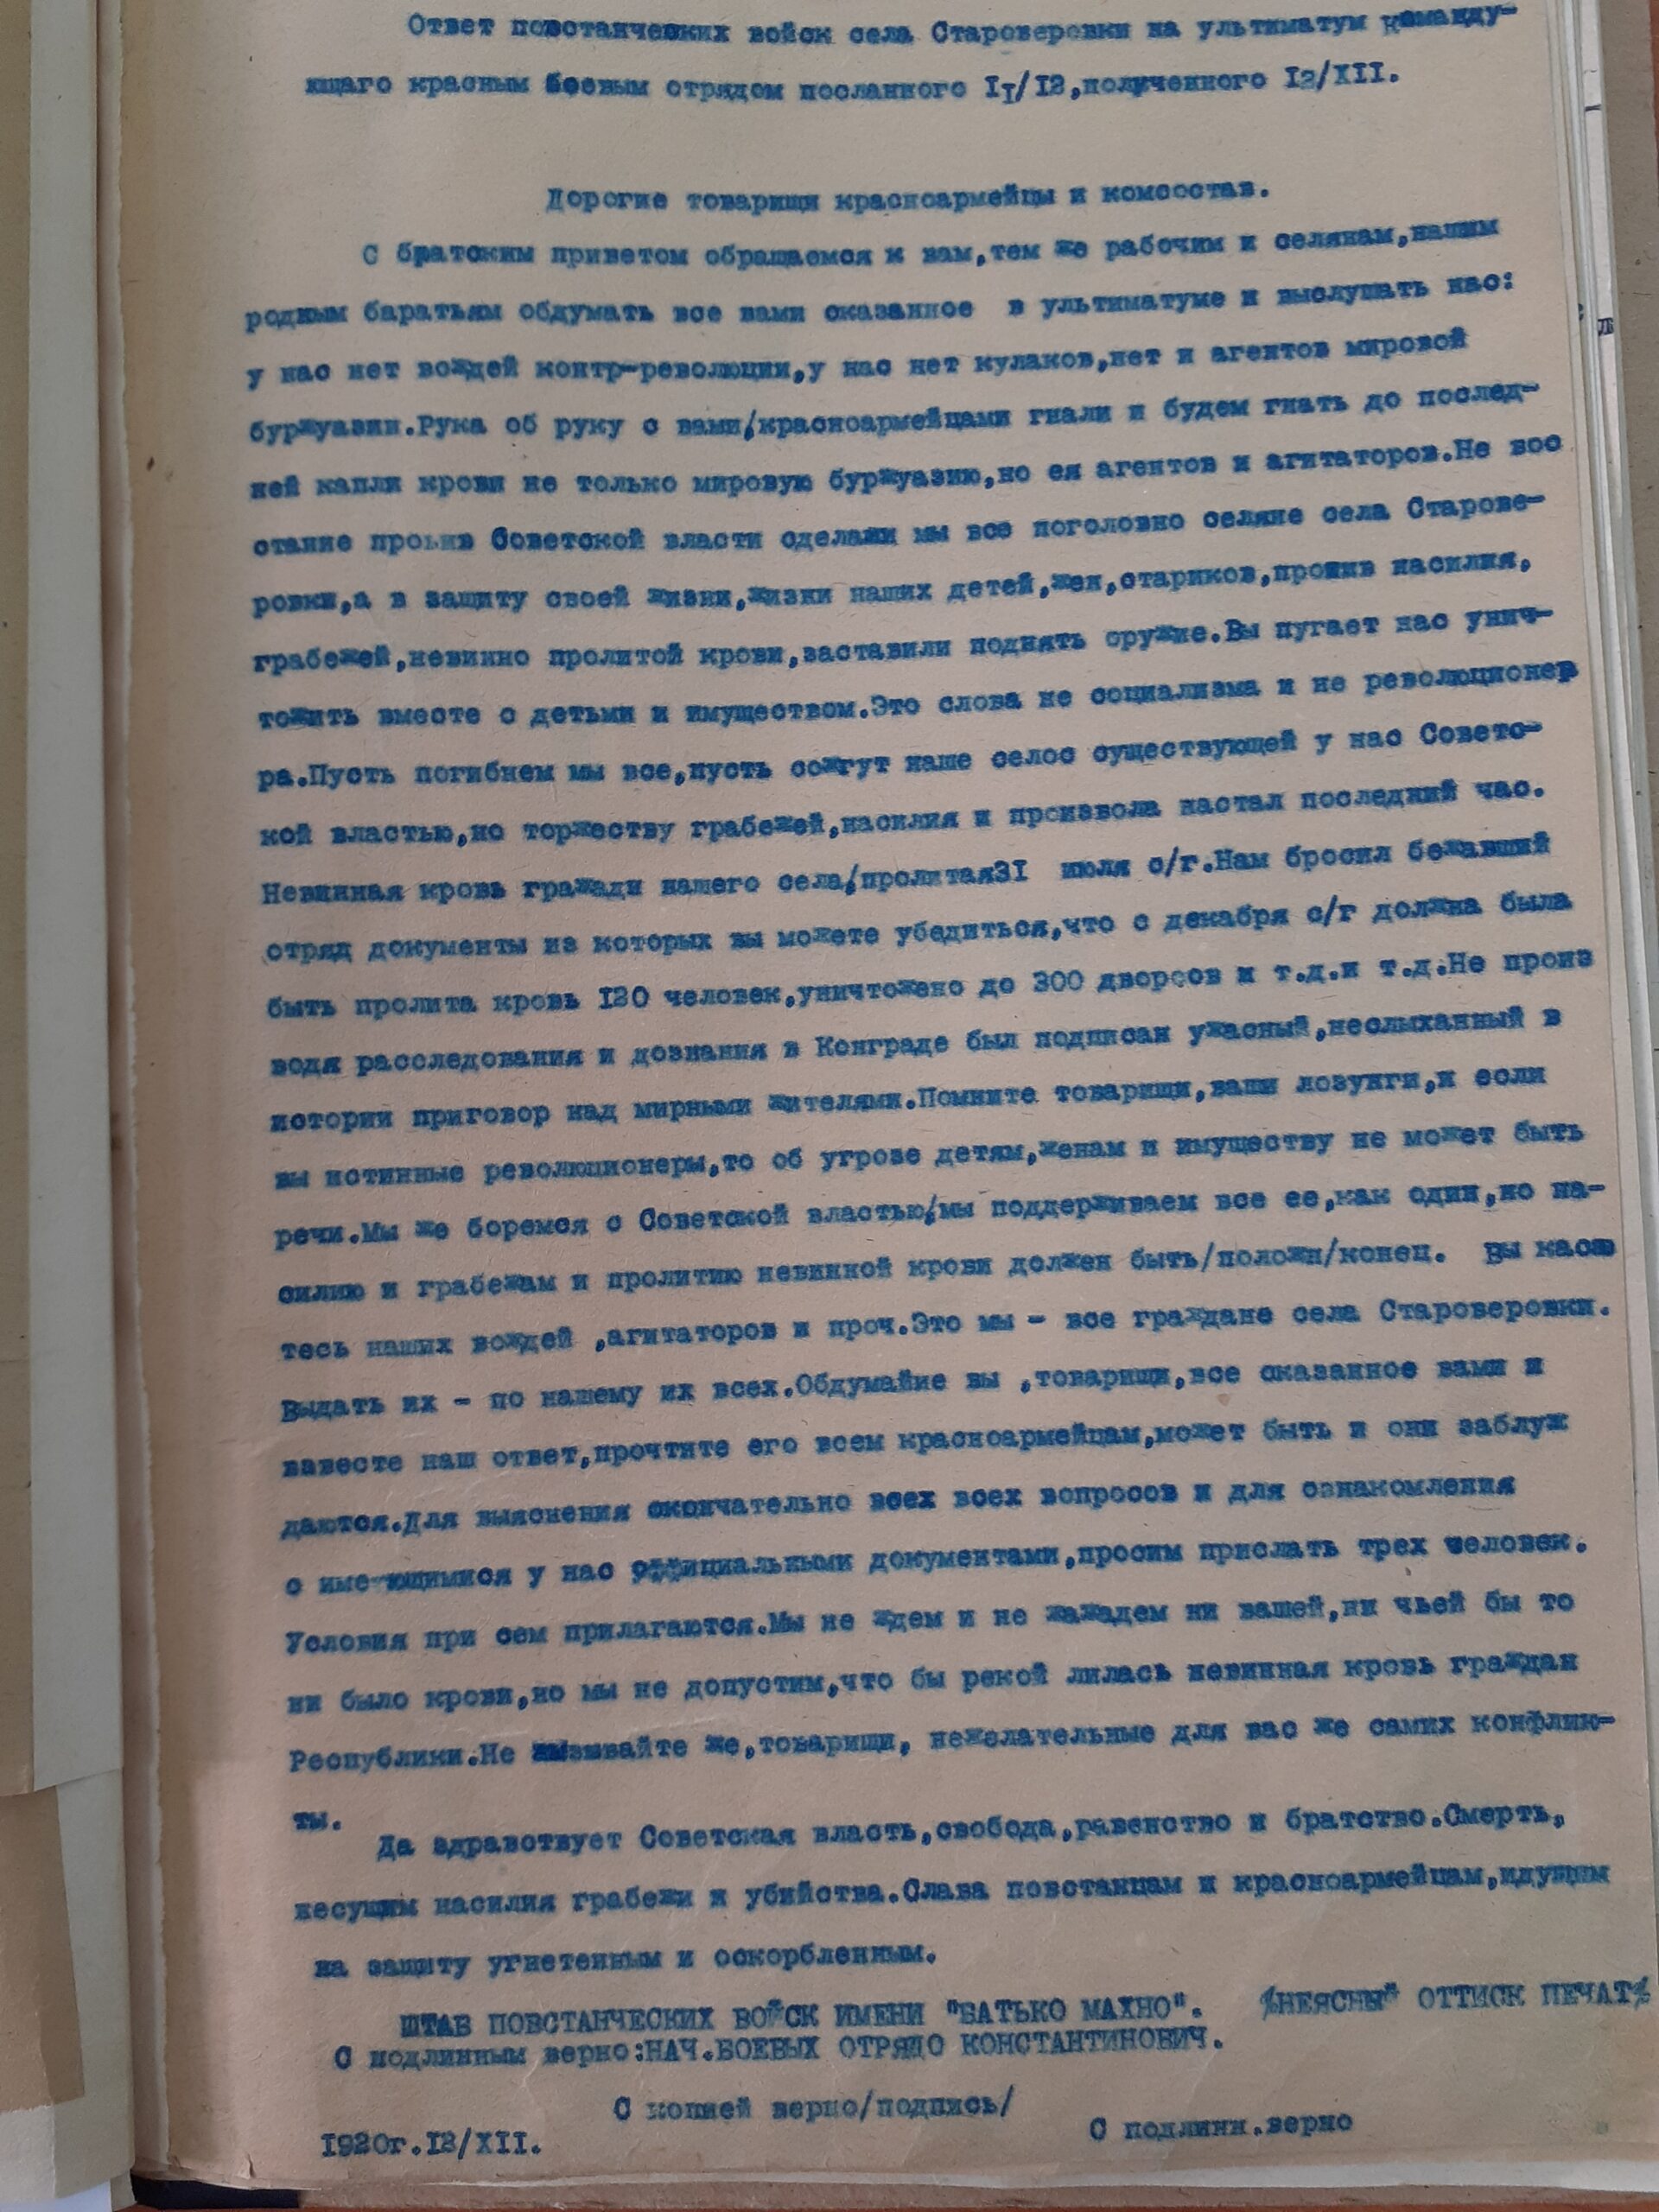 Ответ повстанческих войск села Староверовки на ультиматум команду-
ящаго красным боевым отрядом посланного II/I2,полученного I2/XII.
Дорогие товарищи красноармейцы и комсостав.
С братским приветом обращаемся к вам,тем же рабочим и селянам,нашим
родным баратьям обдумать все вами сказанное в ультиматуме и выслушать нас:
у нас нет вождей контр-революции,у нас нет кулаков,нет и агентов мировой
буржуазии.Рука об руку с вами/красноармейцами гнали и будем гнать до послед-
ней капли крови не только мировую буржуазию,но ея агентов и агитаторов.Не вос
стание против Советской власти сделали мы все поголовно селяне села Старове-
ровки,а в защиту своей жизни,жизни наших детей,жен,стариков,против насилия,
грабежей,невинно пролитой крови,заставили поднять оружие.Вы пугает нас унич-
тожить вместе с детьми и имуществом.Это слова не социализма и не революционер
ра.Пусть погибнем мы все,пусть сожгут наше селос существующей у нас Советс-
кой властью,но торжеству грабежей,насилия и произвола настал последний час.
Невинная кровь гражади нашего села/пролитая3I июля с/г.Нам бросил бежавший
отряд документы из которых вы можете убедиться,что с декабря с/г должна была
быть пролита кровь I20 человек,уничтожено до 300 дворсов и т.д.и т.д.Не произ
водя расследования и дознания в Конграде был подписан ужасный,неслыханный в
истории приговор над мирными жителями.Помните товарищи,ваши лозунги,и если
вы истинные революционеры,то об угрозе детям,женам и имуществу не может быть
речи.Мы же боремся с Советской властью/мы поддерживаем все ее,как один,но на-
силию и грабежам и пролитию невинной крови должен быть/положн/конец. Вы касае
тесь наших вождей ,агитаторов и проч.Это мы - все граждане села Староверовки.
Выдать их - по нашему их всех.Обдумайие вы ,товарищи,все сказанное вами и
вавесте наш ответ,прочтите его всем красноармейцам,может быть и они заблуж
даются.Для выяснения окончательно всех всех вопросов и для ознакомления
с имеющимися у нас оффициальными документами,просим прислать трех человек.
Условия при сем прилагаются.Мы не ждем и не жажадем ни вашей,ни чьей бы то
ни было крови,но мы не допустим,что бы рекой лилась невинная кровь граждан
Республики.Не вызывайте же,товарищи, нежелательные для вас же самих конфлик-
ты.
Да здравствует Советская власть,свобода,равенство и братство.Смерть,
несущим насилия грабежи и убийства.Слава повстанцам и красноармейцам,идущим
на защиту угнетенным и оскорбленным.
ШТАБ ПОВСТАНЧЕСКИХ ВОЙСК ИМЕНИ "БАТЬКО МАХНО". /НЕЯСНЫЙ ОТТИСК ПЕЧАТ/
С подлинным верно:НАЧ.БОЕВЫХ ОТРЯДО КОНСТАНТИНОВИЧ.
С копией верно/подпись/
С подлинн.верно
I920г.I2/XII.